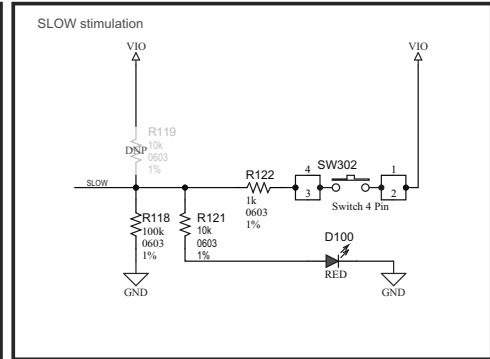 SLOW stimulation
VIO
VIO
R119
DNP
10k
0603
1%
SLOW
R122
1k
0603
1%
4
3
SW302
1
2
Switch 4 Pin
R118
100k
0603
1%
R121
10k
0603
1%
D100
RED
GND
GND